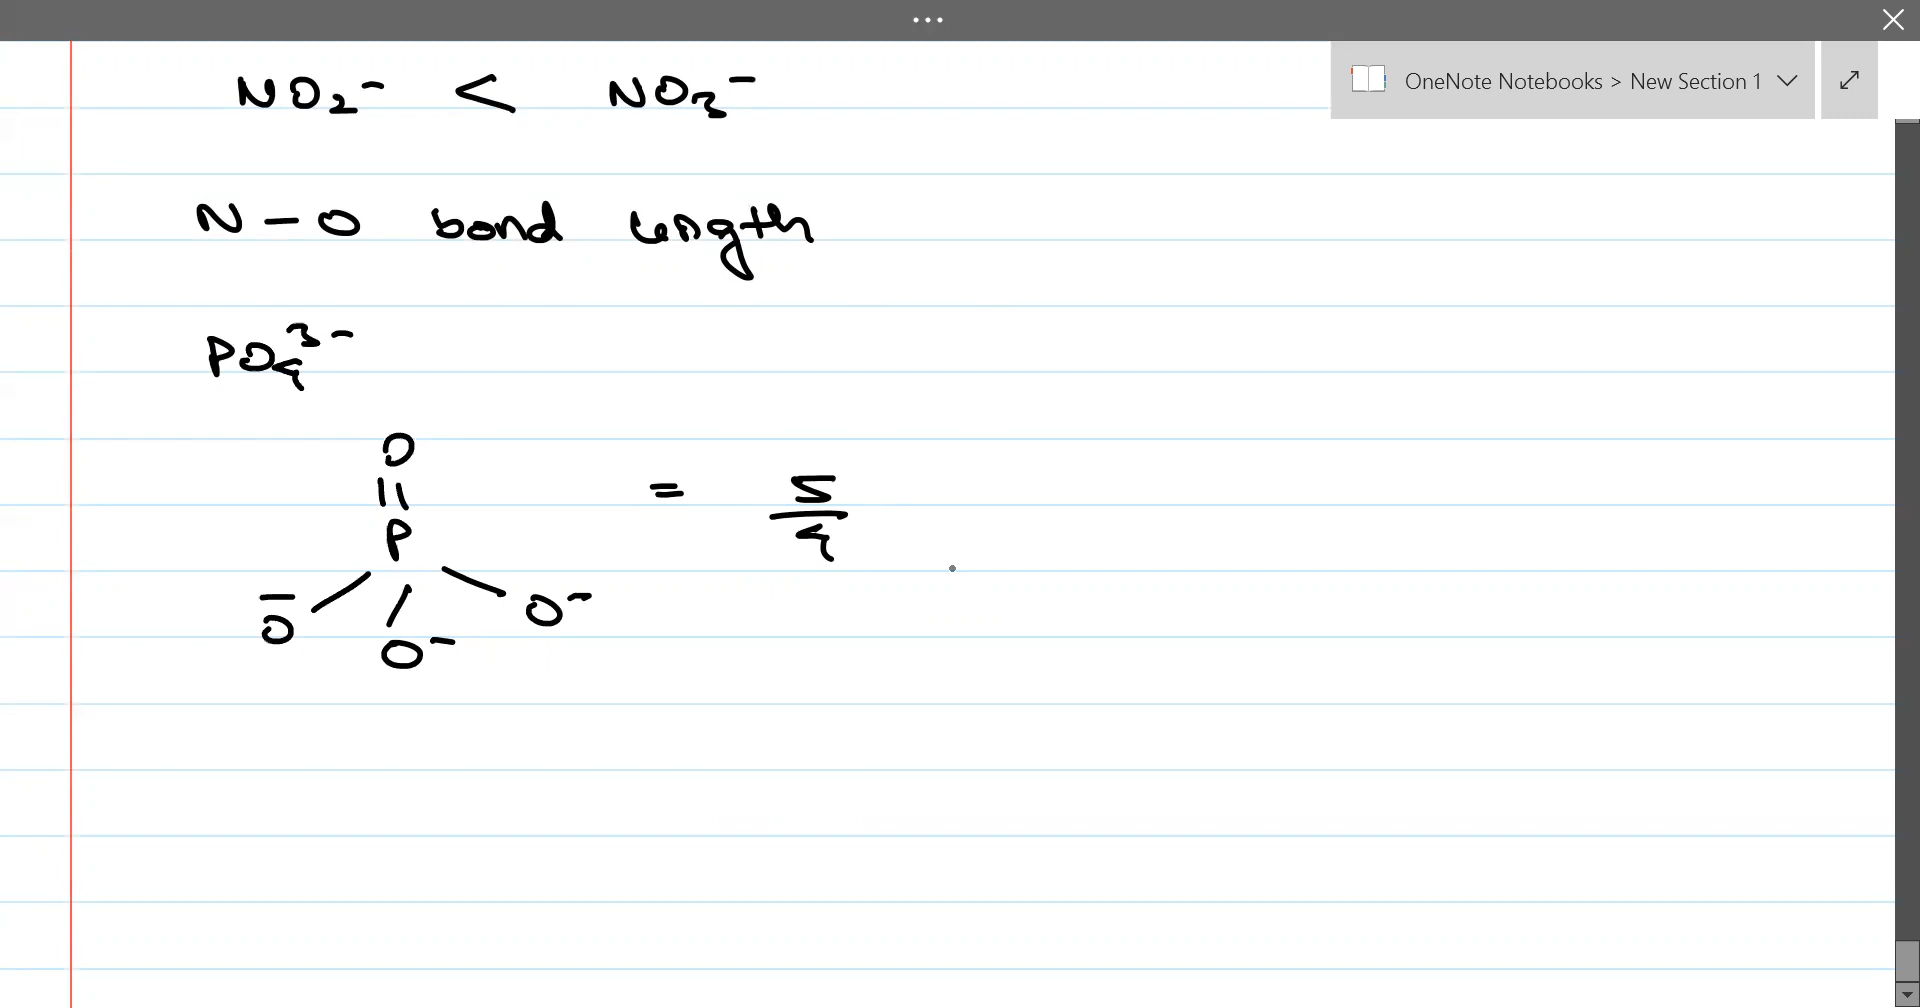 ...
OneNote Notebooks > New Section 1
NO₂⁻ < NO₃⁻
N – O bond length
PO₄³⁻
O
||
P = 5/4
O⁻ O⁻ O⁻